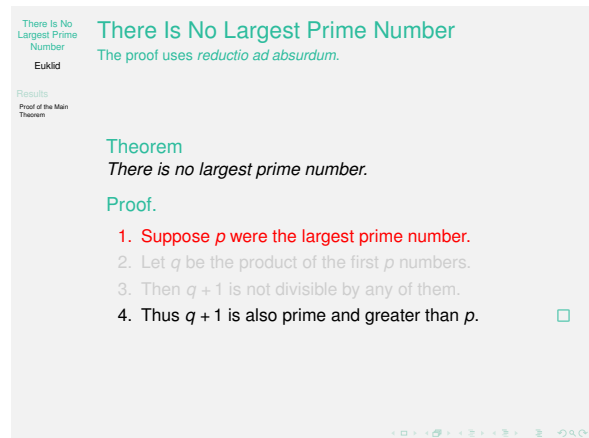 There Is No
Largest Prime
Number
Euklid
Results
Proof of the Main
Theorem
There Is No Largest Prime Number
The proof uses reductio ad absurdum.
Theorem
There is no largest prime number.
Proof.
1. Suppose p were the largest prime number.
2. Let q be the product of the first p numbers.
3. Then q + 1 is not divisible by any of them.
4. Thus q + 1 is also prime and greater than p.